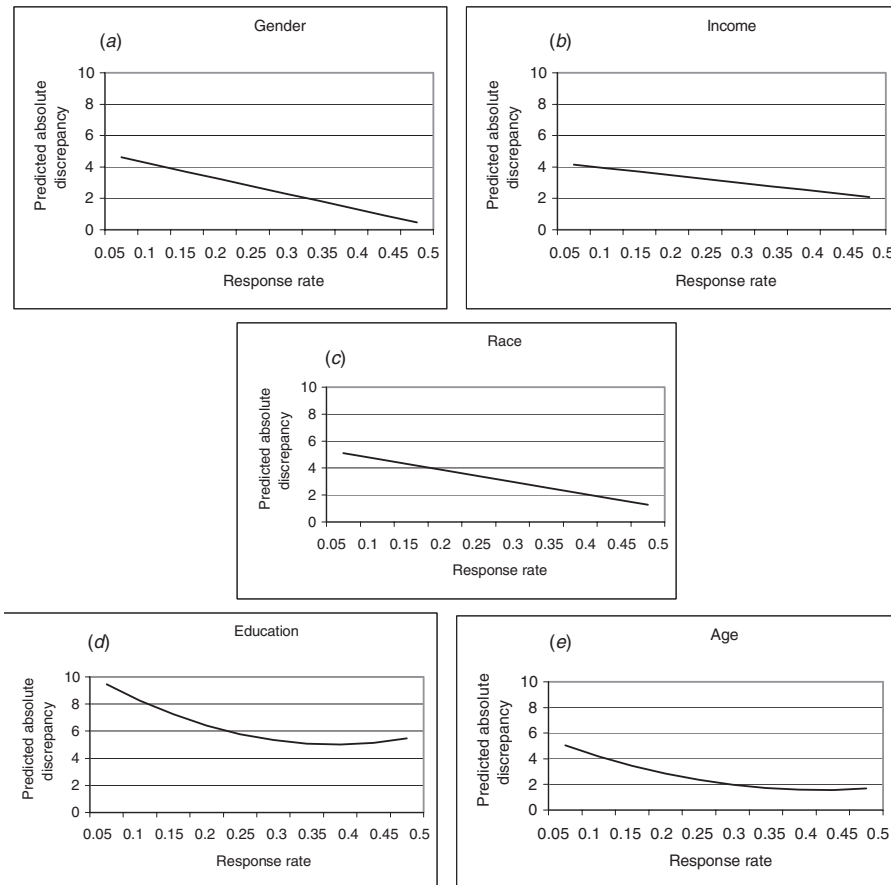 Gender
(a)
Predicted absolute
discrepancy
10
8
6
4
2
0
0.05 0.1 0.15 0.2 0.25 0.3 0.35 0.4 0.45 0.5
Response rate
Income
(b)
Predicted absolute
discrepancy
10
8
6
4
2
0
0.05 0.1 0.15 0.2 0.25 0.3 0.35 0.4 0.45 0.5
Response rate
Race
(c)
Predicted absolute
discrepancy
10
8
6
4
2
0
0.05 0.1 0.15 0.2 0.25 0.3 0.35 0.4 0.45 0.5
Response rate
Education
(d)
Predicted absolute
discrepancy
10
8
6
4
2
0
0.05 0.1 0.15 0.2 0.25 0.3 0.35 0.4 0.45 0.5
Response rate
Age
(e)
Predicted absolute
discrepancy
10
8
6
4
2
0
0.05 0.1 0.15 0.2 0.25 0.3 0.35 0.4 0.45 0.5
Response rate